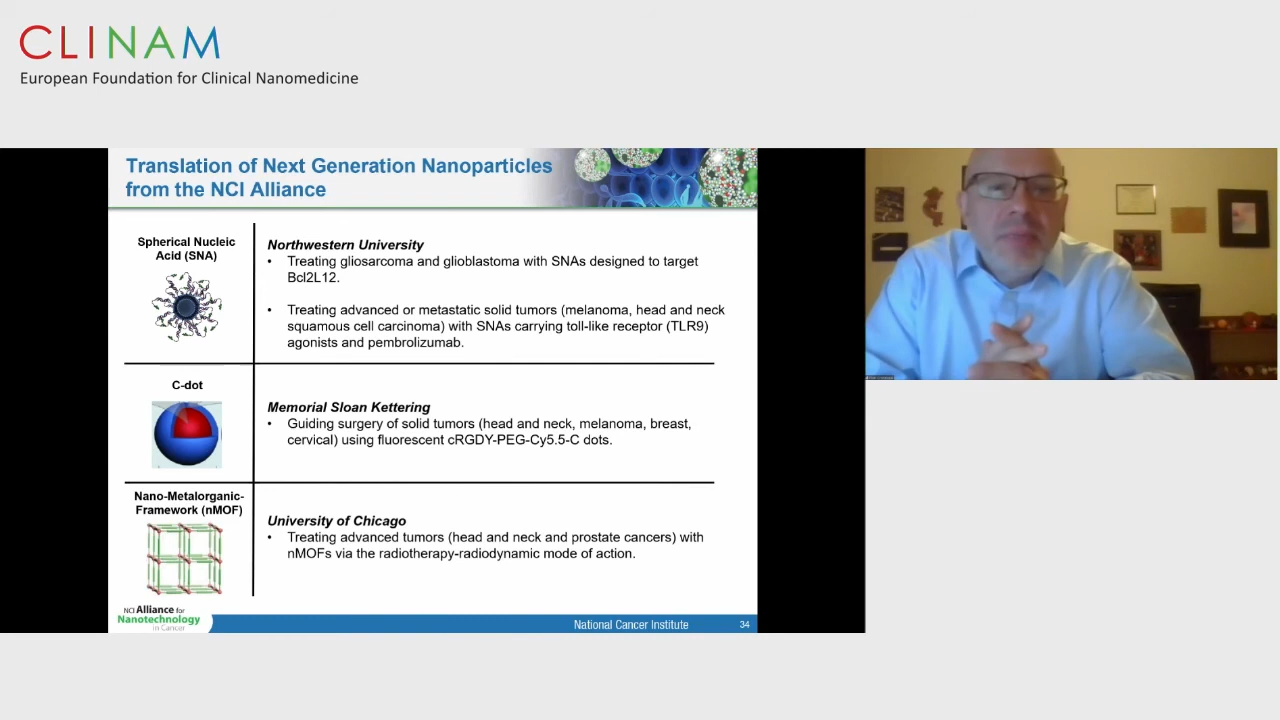 CLINAM
European Foundation for Clinical Nanomedicine
Translation of Next Generation Nanoparticles
from the NCI Alliance
Spherical Nucleic
Acid (SNA)
Northwestern University
• Treating gliosarcoma and glioblastoma with SNAs designed to target
Bcl2L12.
• Treating advanced or metastatic solid tumors (melanoma, head and neck
squamous cell carcinoma) with SNAs carrying toll-like receptor (TLR9)
agonists and pembrolizumab.
C-dot
Memorial Sloan Kettering
• Guiding surgery of solid tumors (head and neck, melanoma, breast,
cervical) using fluorescent cRGDY-PEG-Cy5.5-C dots.
Nano-Metalorganic-
Framework (nMOF)
University of Chicago
• Treating advanced tumors (head and neck and prostate cancers) with
nMOFs via the radiotherapy-radiodynamic mode of action.
NCI Alliance for
Nanotechnology
in Cancer
National Cancer Institute
34